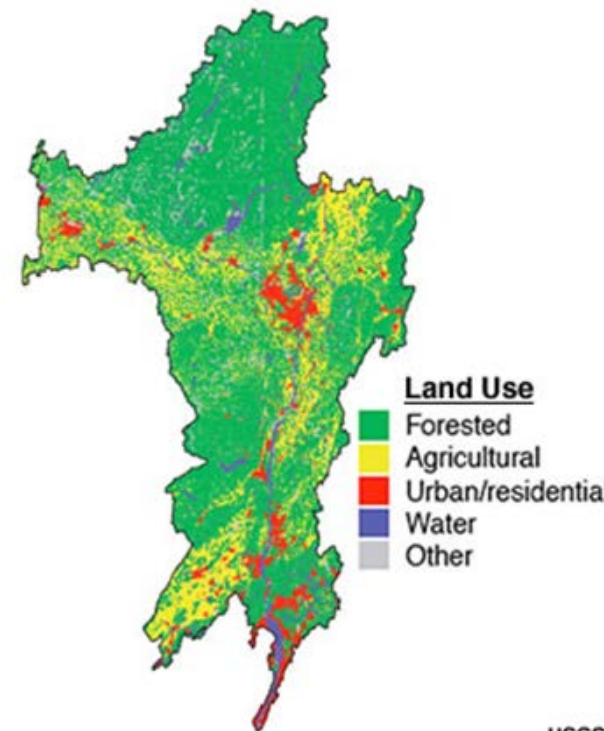 Land Use
Forested
Agricultural
Urban/residentia
Water
Other